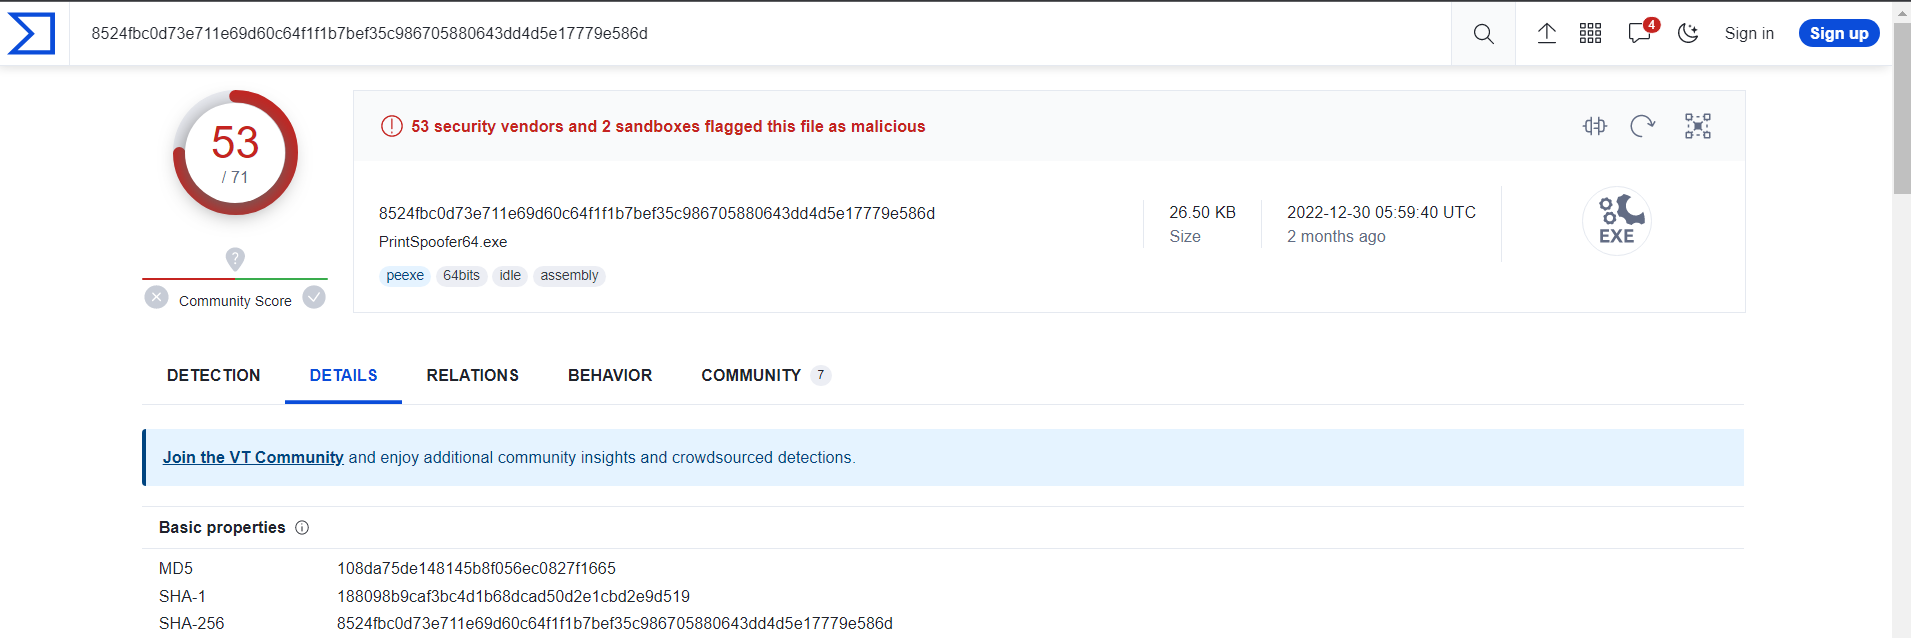 8524fbc0d73e711e69d60c64f1f1b7bef35c986705880643dd4d5e17779e586d
4
Sign in
Sign up
53
/ 71
Community Score
53 security vendors and 2 sandboxes flagged this file as malicious
8524fbc0d73e711e69d60c64f1f1b7bef35c986705880643dd4d5e17779e586d
PrintSpoofer64.exe
peexe 64bits idle assembly
26.50 KB
Size
2022-12-30 05:59:40 UTC
2 months ago
EXE
DETECTION DETAILS RELATIONS BEHAVIOR COMMUNITY 7
Join the VT Community and enjoy additional community insights and crowdsourced detections.
Basic properties
MD5 108da75de148145b8f056ec0827f1665
SHA-1 188098b9caf3bc4d1b68dcad50d2e1cbd2e9d519
SHA-256 8524fbc0d73e711e69d60c64f1f1b7bef35c986705880643dd4d5e17779e586d